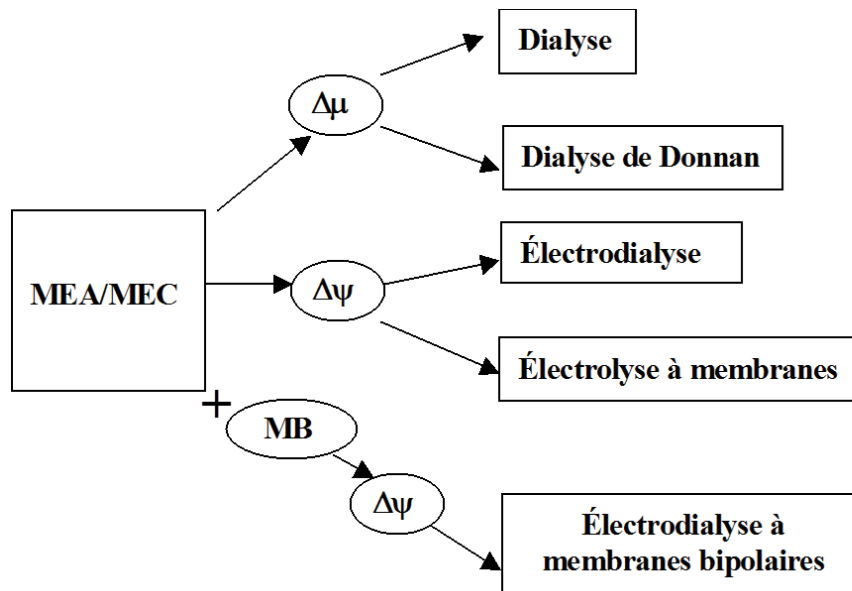 Dialyse
Δμ
Dialyse de Donnan
Électrodialyse
MEA/MEC
Δψ
Électrolyse à membranes
+
MB
Δψ
Électrodialyse à
membranes bipolaires